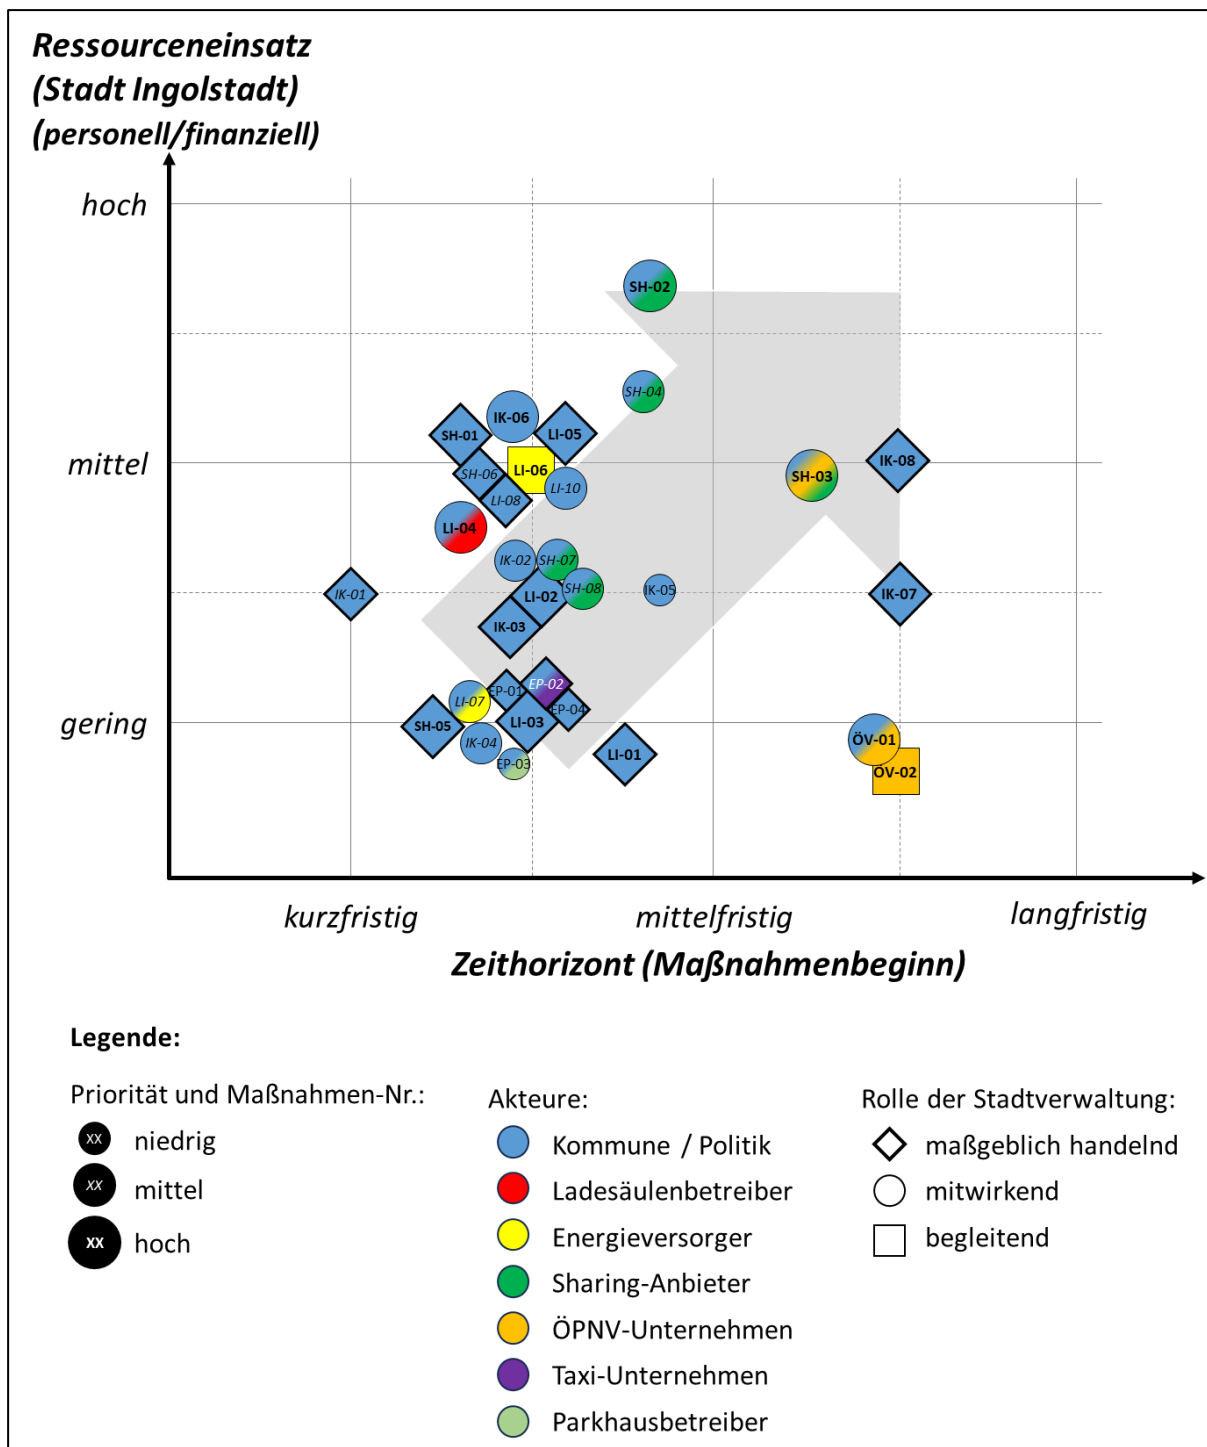 Ressourceneinsatz
(Stadt Ingolstadt)
(personell/finanziell)
hoch
SH-02
SH-04
IK-06
SH-01
LI-05
mittel
LI-06
IK-08
SH-06
SH-03
LI-10
LI-08
LI-04
IK-02
SH-07
SH-08
IK-05
IK-01
LI-02
IK-07
IK-03
EP-02
EP-01
LI-07
EP-04
gering
LI-03
SH-05
IK-04
ÖV-01
LI-01
EP-03
ÖV-02
kurzfristig
mittelfristig
langfristig
Zeithorizont (Maßnahmenbeginn)
Legende:
Priorität und Maßnahmen-Nr.:
xx niedrig
xx mittel
xx hoch
Akteure:
Kommune / Politik
Ladesäulenbetreiber
Energieversorger
Sharing-Anbieter
ÖPNV-Unternehmen
Taxi-Unternehmen
Parkhausbetreiber
Rolle der Stadtverwaltung:
maßgeblich handelnd
mitwirkend
begleitend